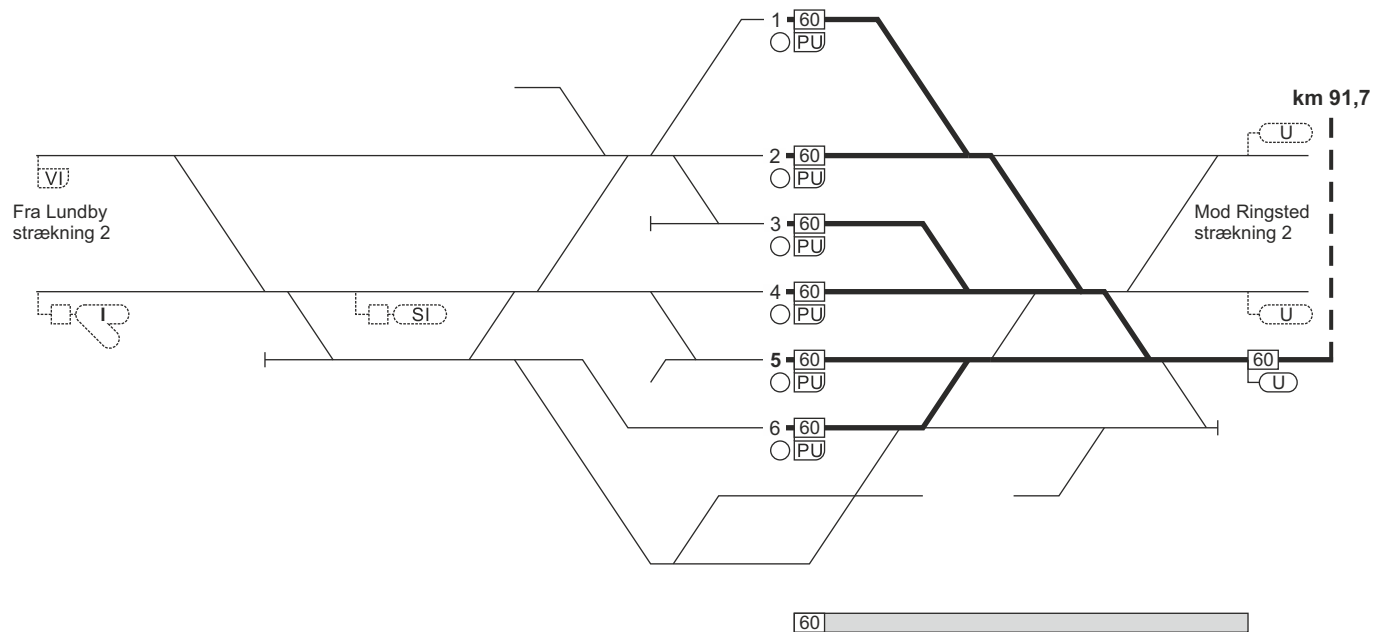 1 60
PU
km 91,7
U
2 60
PU
VI
Fra Lundby
strækning 2
3 60
PU
Mod Ringsted
strækning 2
4 60
PU
I
SI
U
5 60
PU
60
U
6 60
PU
60